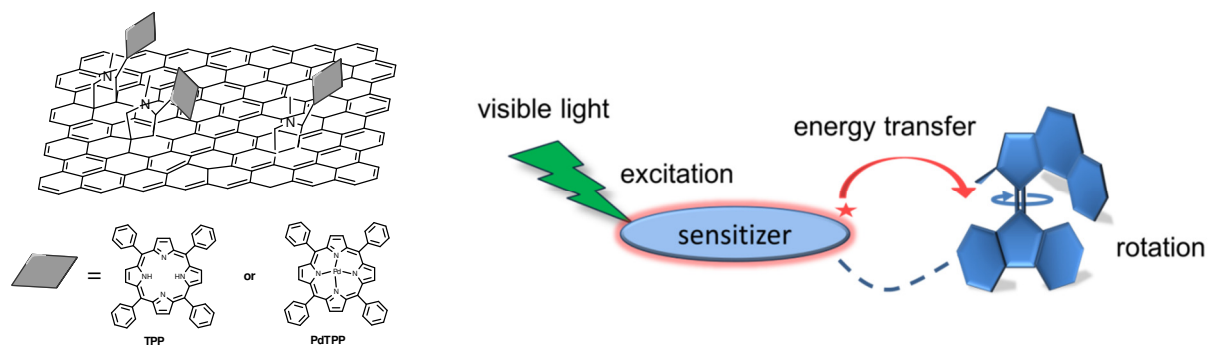 N
N
N
=
N
NH
HN
N
TPP
or
N
N
Pd
N
N
PdTPP
visible light
excitation
sensitizer
energy transfer
rotation